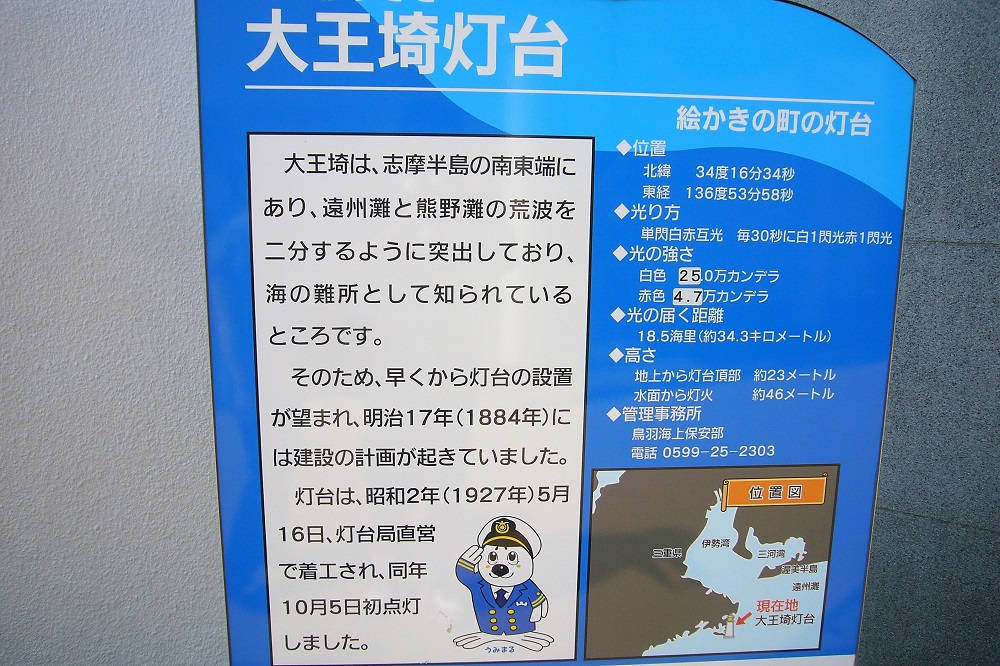 大王埼灯台
絵かきの町の灯台
大王埼は、志摩半島の南東端に
あり、遠州灘と熊野灘の荒波を
二分するように突出しており、
海の難所として知られている
ところです。
そのため、早くから灯台の設置
が望まれ、明治17年(1884年)に
は建設の計画が起きていました。
灯台は、昭和2年(1927年)5月
16日、灯台局直営
で着工され、同年
10月5日初点灯
しました。
うみまる
◆位置
北緯 34度16分34秒
東経 136度53分58秒
◆光り方
単閃白赤互光 毎30秒に白1閃光赤1閃光
◆光の強さ
白色 25.0万カンデラ
赤色 4.7万カンデラ
◆光の届く距離
18.5海里(約34.3キロメートル)
◆高さ
地上から灯台頂部 約23メートル
水面から灯火 約46メートル
◆管理事務所
鳥羽海上保安部
電話 0599-25-2303
位置図
伊勢湾
三重県
三河湾
渥美半島
遠州灘
現在地
大王埼灯台